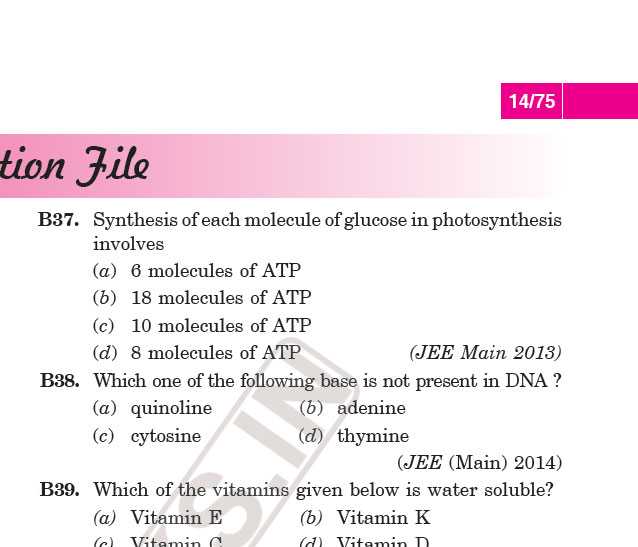 14/75
tion File
B37. Synthesis of each molecule of glucose in photosynthesis
involves
(a) 6 molecules of ATP
(b) 18 molecules of ATP
(c) 10 molecules of ATP
(d) 8 molecules of ATP (JEE Main 2013)
B38. Which one of the following base is not present in DNA ?
(a) quinoline (b) adenine
(c) cytosine (d) thymine
(JEE (Main) 2014)
B39. Which of the vitamins given below is water soluble?
(a) Vitamin E (b) Vitamin K
(c) Vitamin C (d) Vitamin D
S.IN